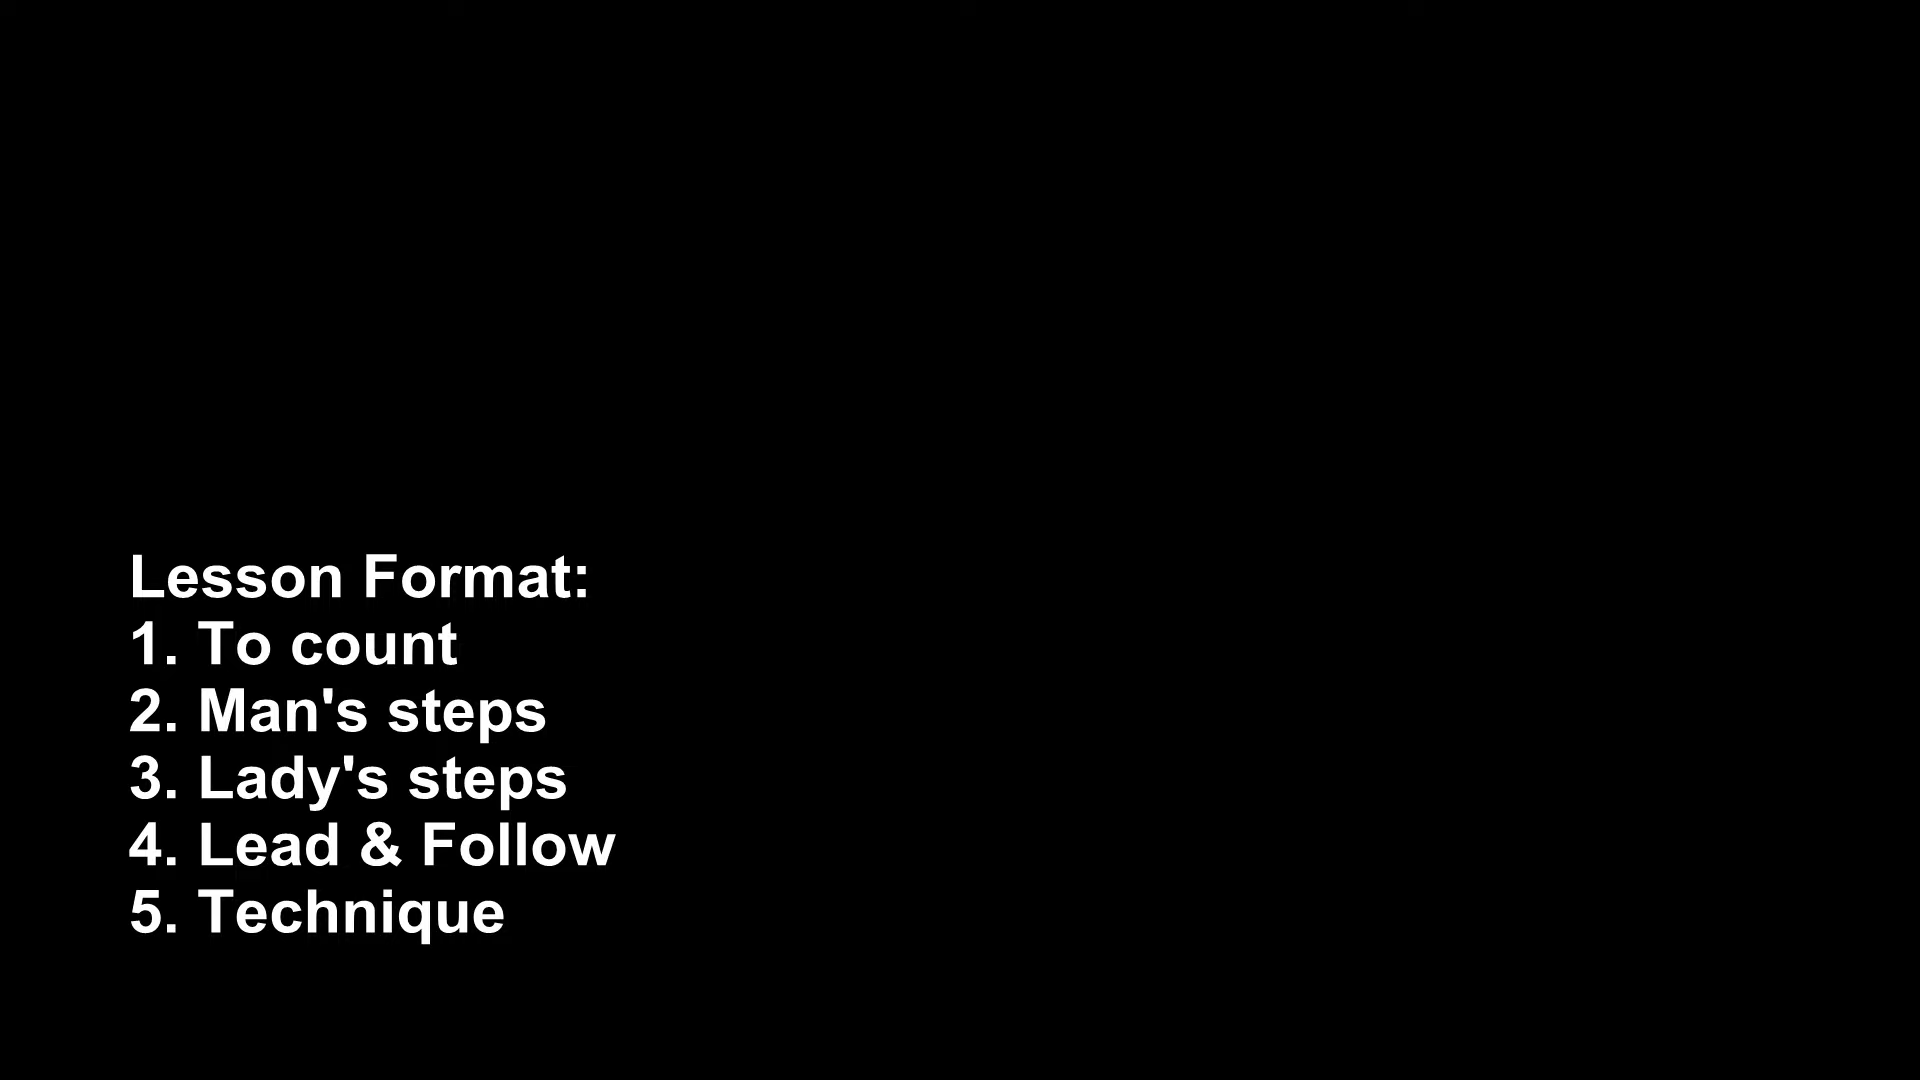 Lesson Format:
1. To count
2. Man's steps
3. Lady's steps
4. Lead & Follow
5. Technique